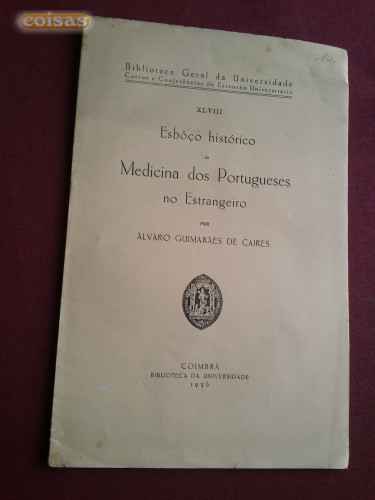 coisas
Biblioteca Geral da Universidade
Cursos e Conferências de Extensão Universitária
XLVIII
Esbôço histórico
da
Medicina dos Portugueses
no Estrangeiro
POR
ÁLVARO GUIMARÃES DE CAIRES
COIMBRA
BIBLIOTECA DA UNIVERSIDADE
1936